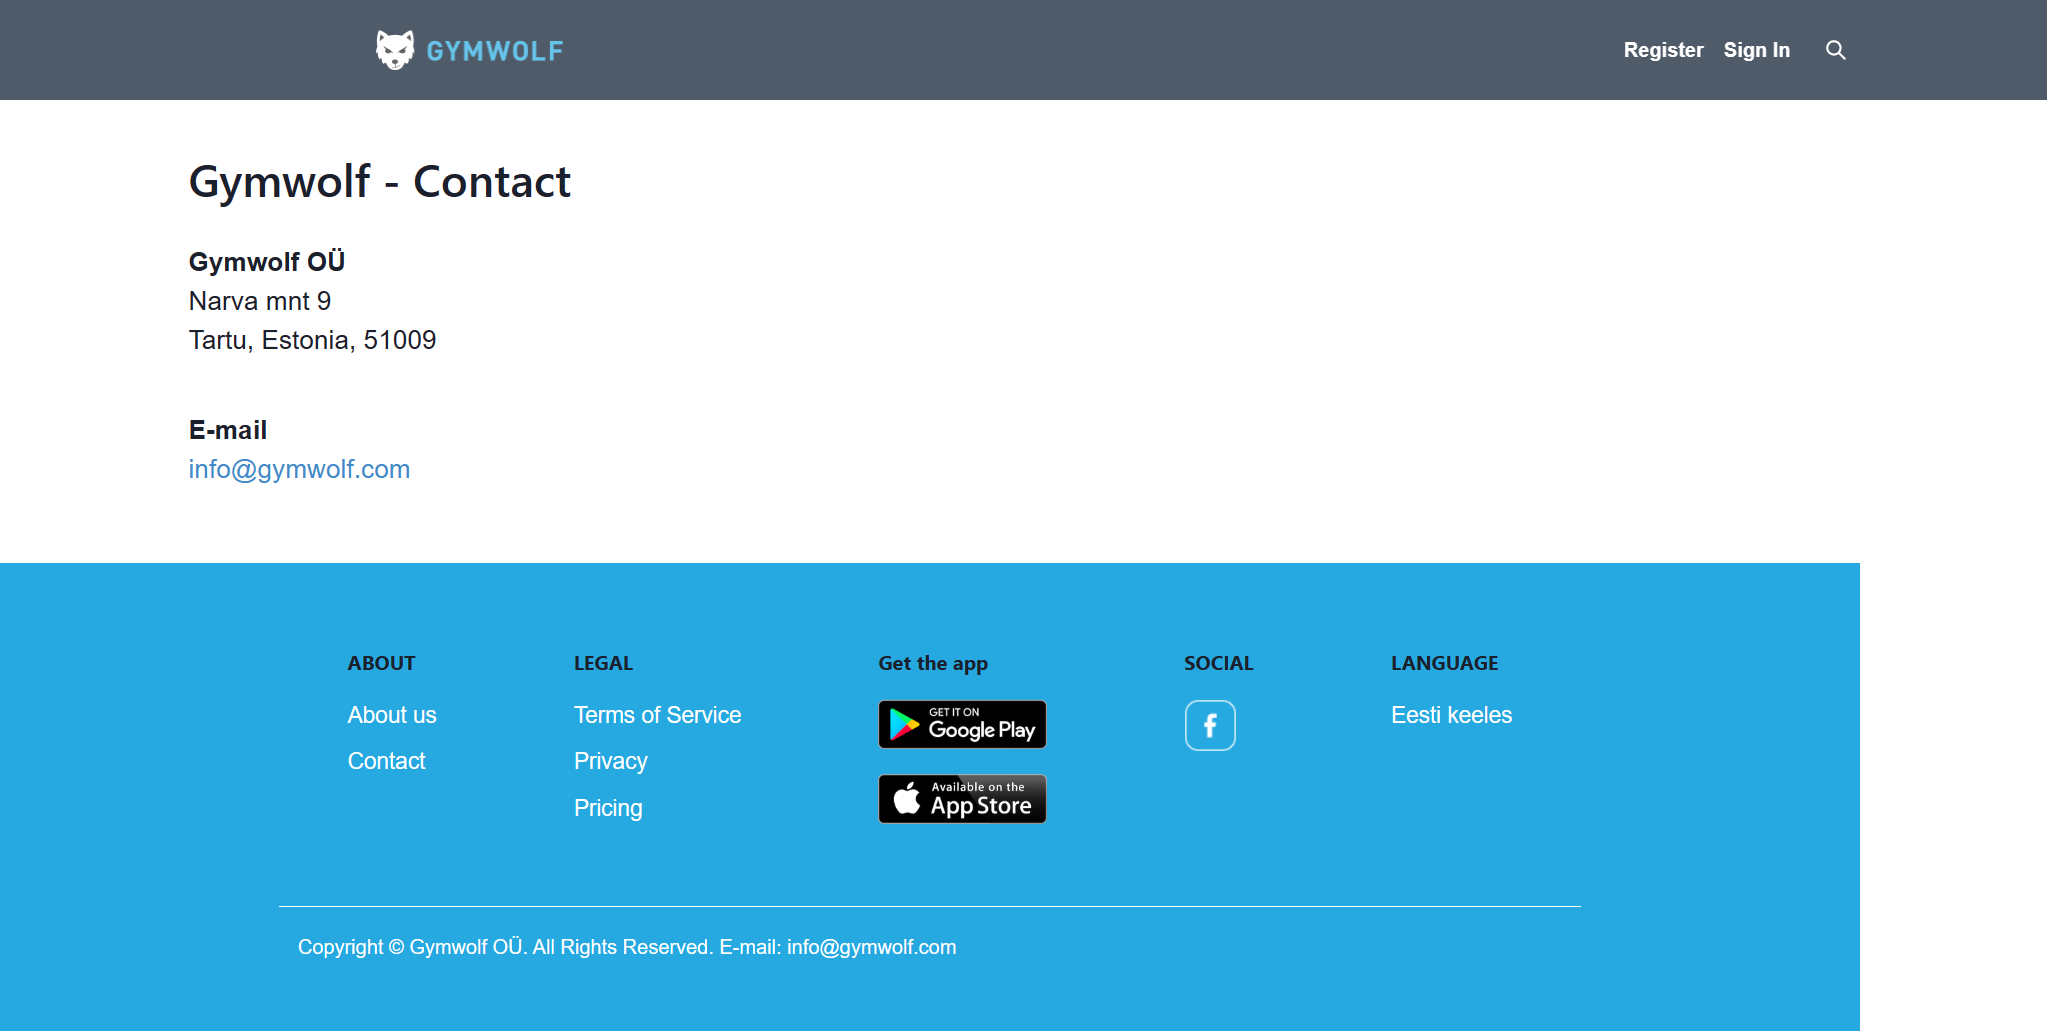 GYMWOLF
Register Sign In
Gymwolf - Contact
Gymwolf OÜ
Narva mnt 9
Tartu, Estonia, 51009
E-mail
info@gymwolf.com
ABOUT
About us
Contact
LEGAL
Terms of Service
Privacy
Pricing
Get the app
GET IT ON
Google Play
Available on the
App Store
SOCIAL
LANGUAGE
Eesti keeles
Copyright © Gymwolf OÜ. All Rights Reserved. E-mail: info@gymwolf.com